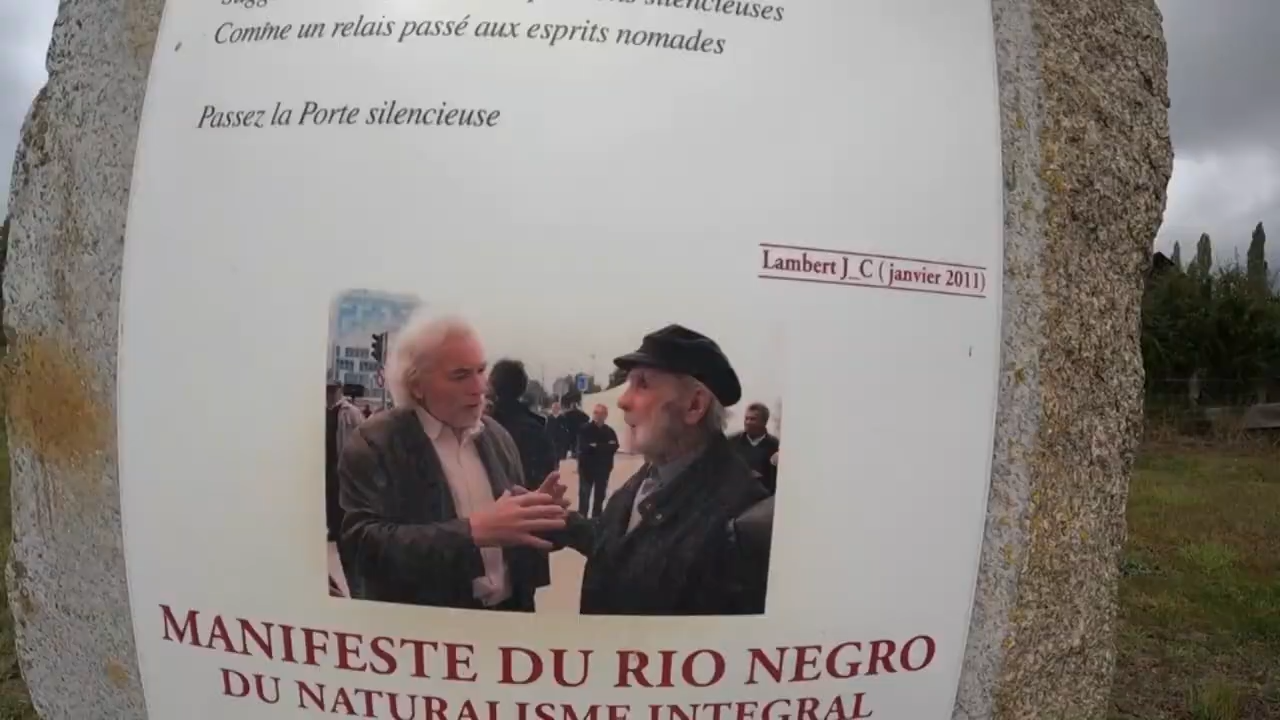 silencieuses
Comme un relais passé aux esprits nomades
Passez la Porte silencieuse
Lambert J_C ( janvier 2011)
MANIFESTE DU RIO NEGRO
DU NATURALISME INTEGRAL